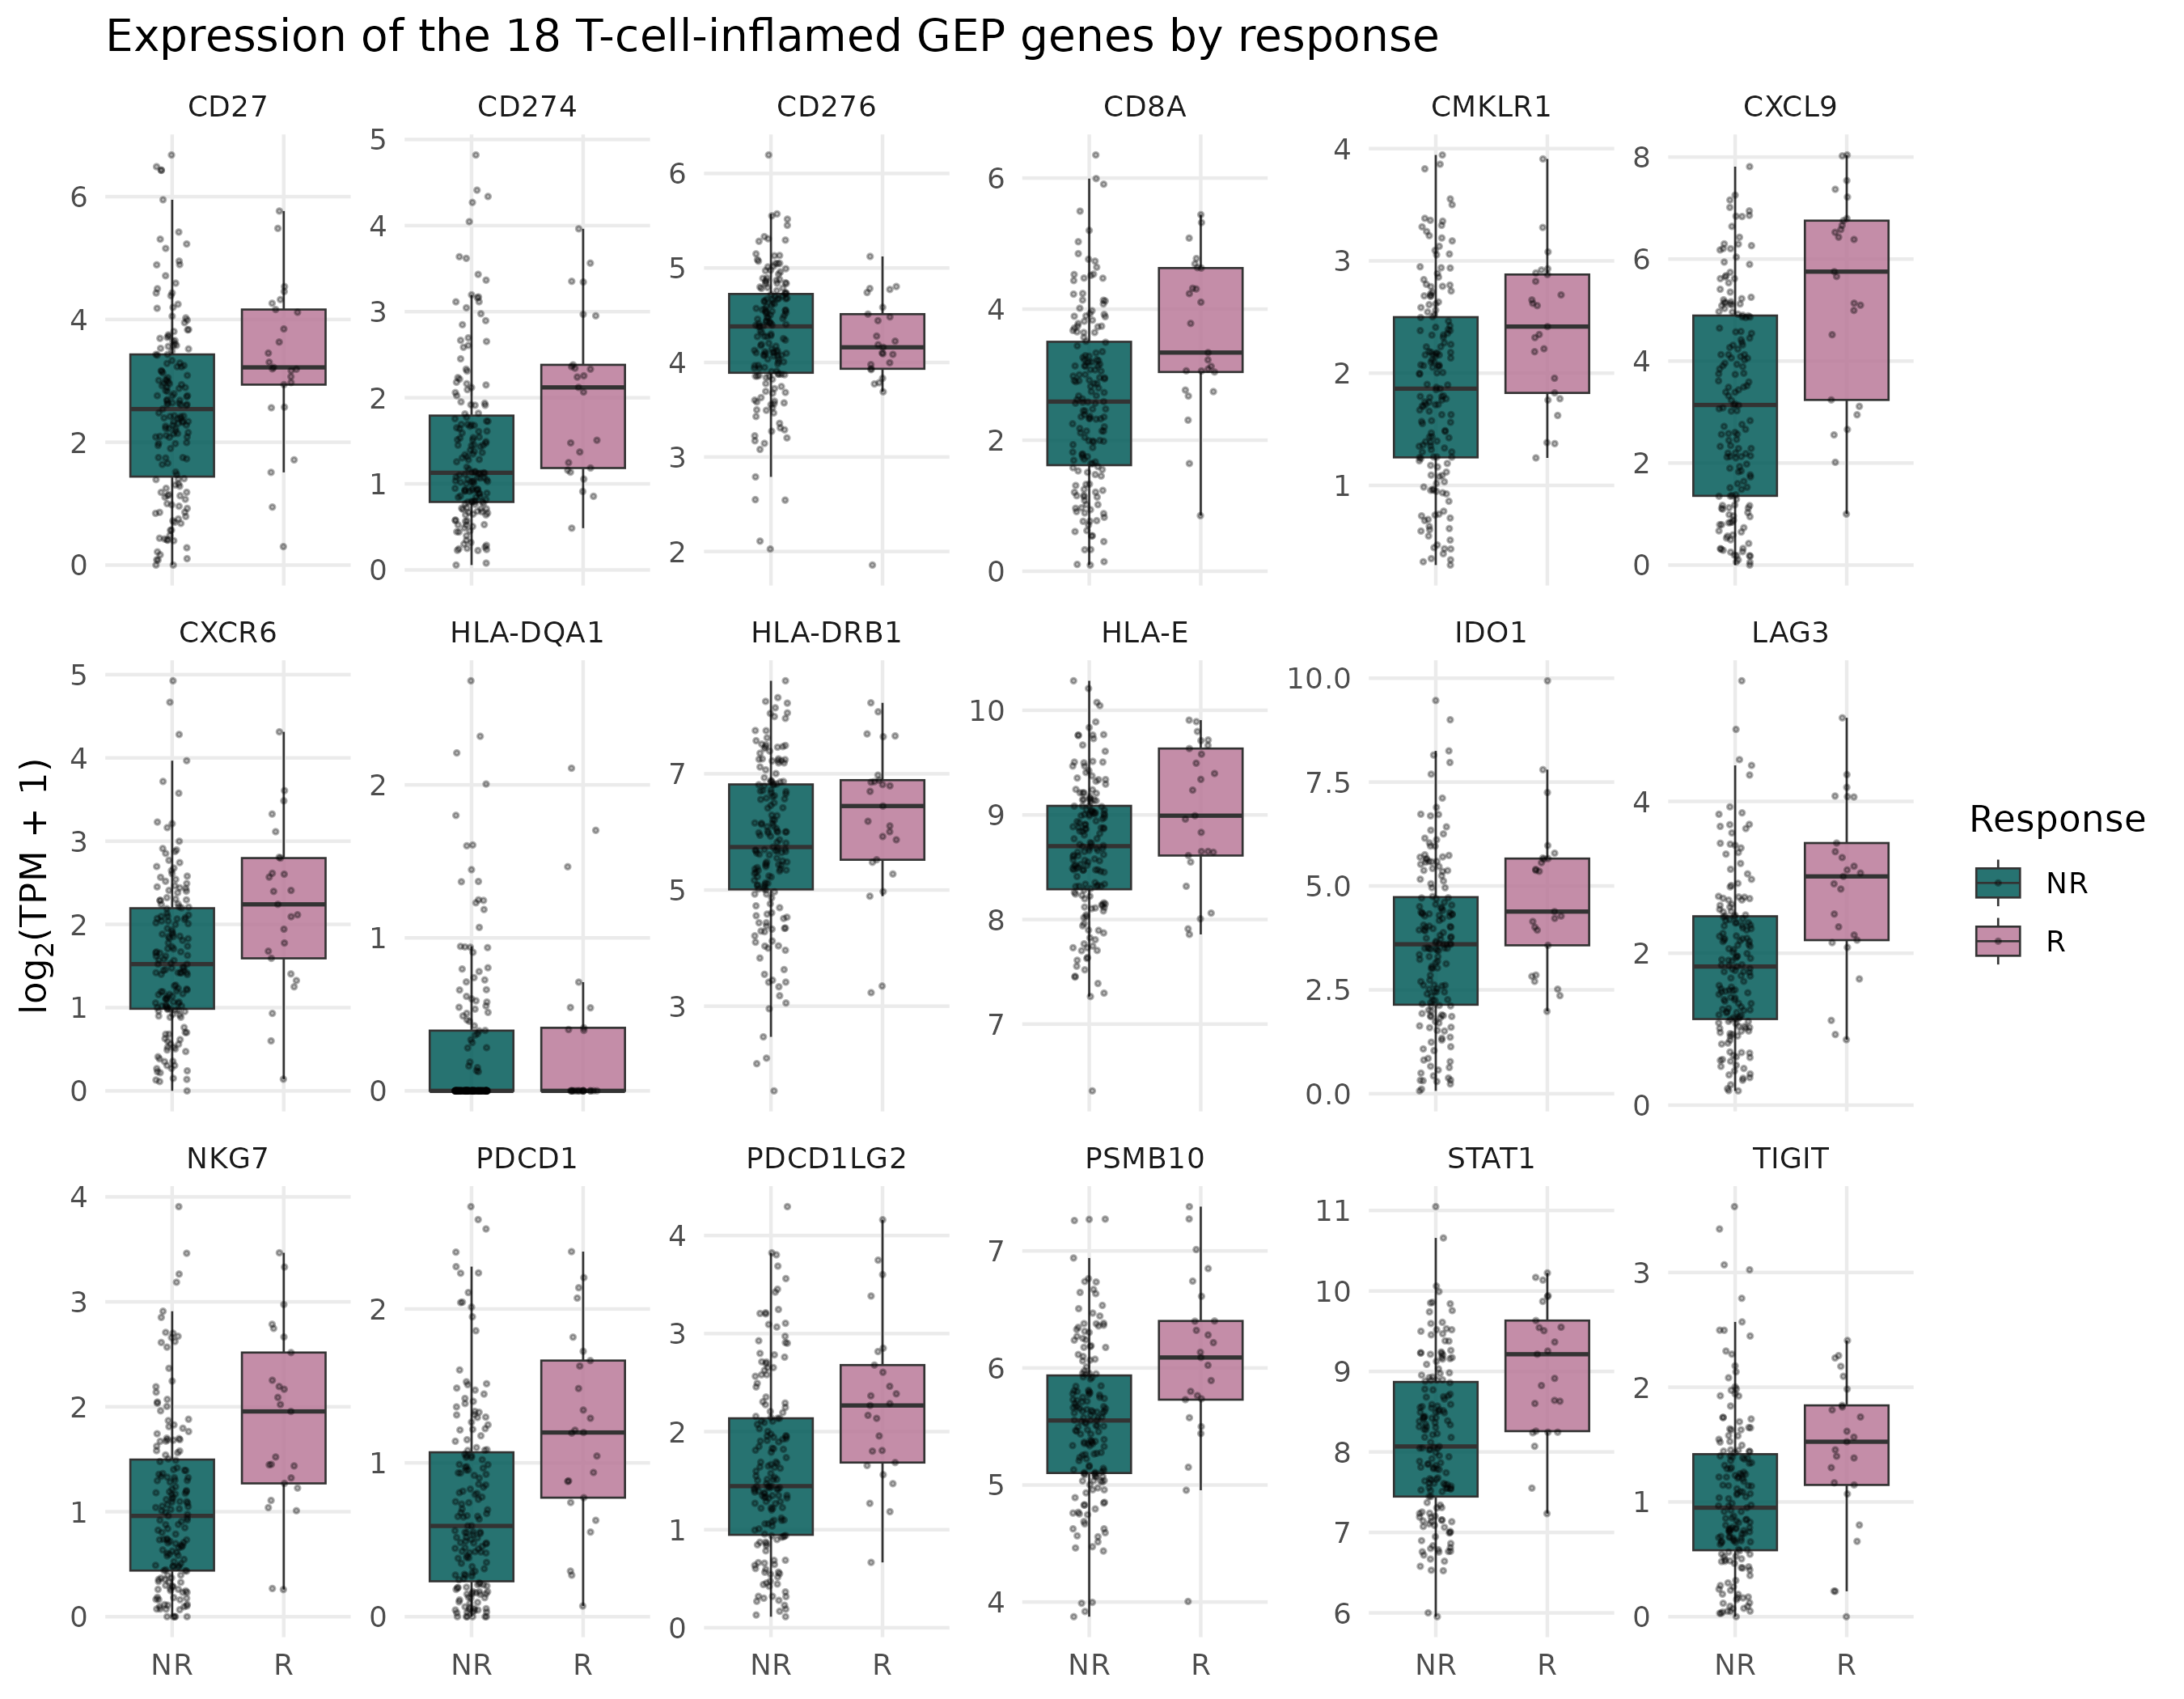 Expression of the 18 T-cell-inflamed GEP genes by response
CD27 CD274 CD276 CD8A CMKLR1 CXCL9
6 4 2 0
5 4 3 2 1 0
6 5 4 3 2
6 4 2 0
4 3 2 1
8 6 4 2 0
CXCR6 HLA-DQA1 HLA-DRB1 HLA-E IDO1 LAG3
5 4 3 2 1 0
2 1 0
7 5 3
10 9 8 7
10.0 7.5 5.0 2.5 0.0
4 2 0
NKG7 PDCD1 PDCD1LG2 PSMB10 STAT1 TIGIT
4 3 2 1 0
2 1 0
4 3 2 1 0
7 6 5 4
11 10 9 8 7 6
3 2 1 0
NR R NR R NR R NR R NR R NR R
log₂(TPM + 1)
Response
NR
R